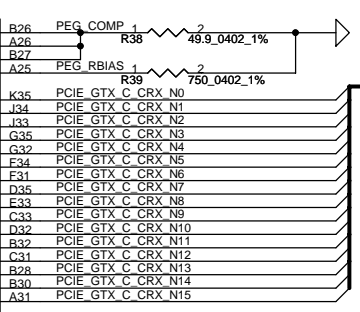 B26 PEG_COMP 1 2
A26 R38 49.9_0402_1%
B27
A25 PEG_RBIAS 1 2
R39 750_0402_1%
K35 PCIE_GTX_C_CRX_N0
J34 PCIE_GTX_C_CRX_N1
J33 PCIE_GTX_C_CRX_N2
G35 PCIE_GTX_C_CRX_N3
G32 PCIE_GTX_C_CRX_N4
F34 PCIE_GTX_C_CRX_N5
F31 PCIE_GTX_C_CRX_N6
D35 PCIE_GTX_C_CRX_N7
E33 PCIE_GTX_C_CRX_N8
C33 PCIE_GTX_C_CRX_N9
D32 PCIE_GTX_C_CRX_N10
B32 PCIE_GTX_C_CRX_N11
C31 PCIE_GTX_C_CRX_N12
B28 PCIE_GTX_C_CRX_N13
B30 PCIE_GTX_C_CRX_N14
A31 PCIE_GTX_C_CRX_N15